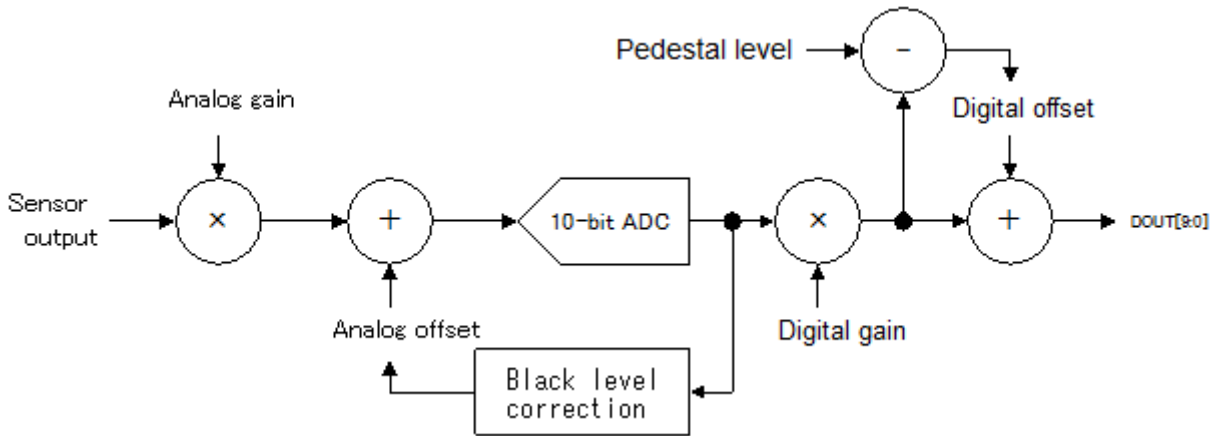 Pedestal level
-
Analog gain
Digital offset
Sensor
output
×
+
10-bit ADC
×
+
DOUT[9:0]
Analog offset
Digital gain
Black level
correction